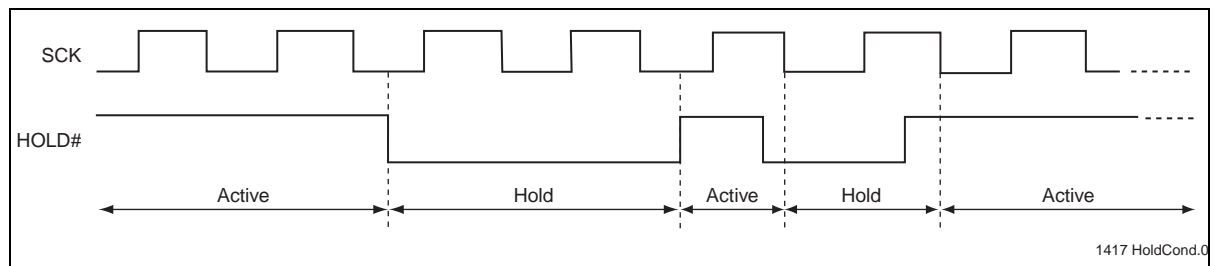 SCK
HOLD#
Active Hold Active Hold Active
1417 HoldCond.0